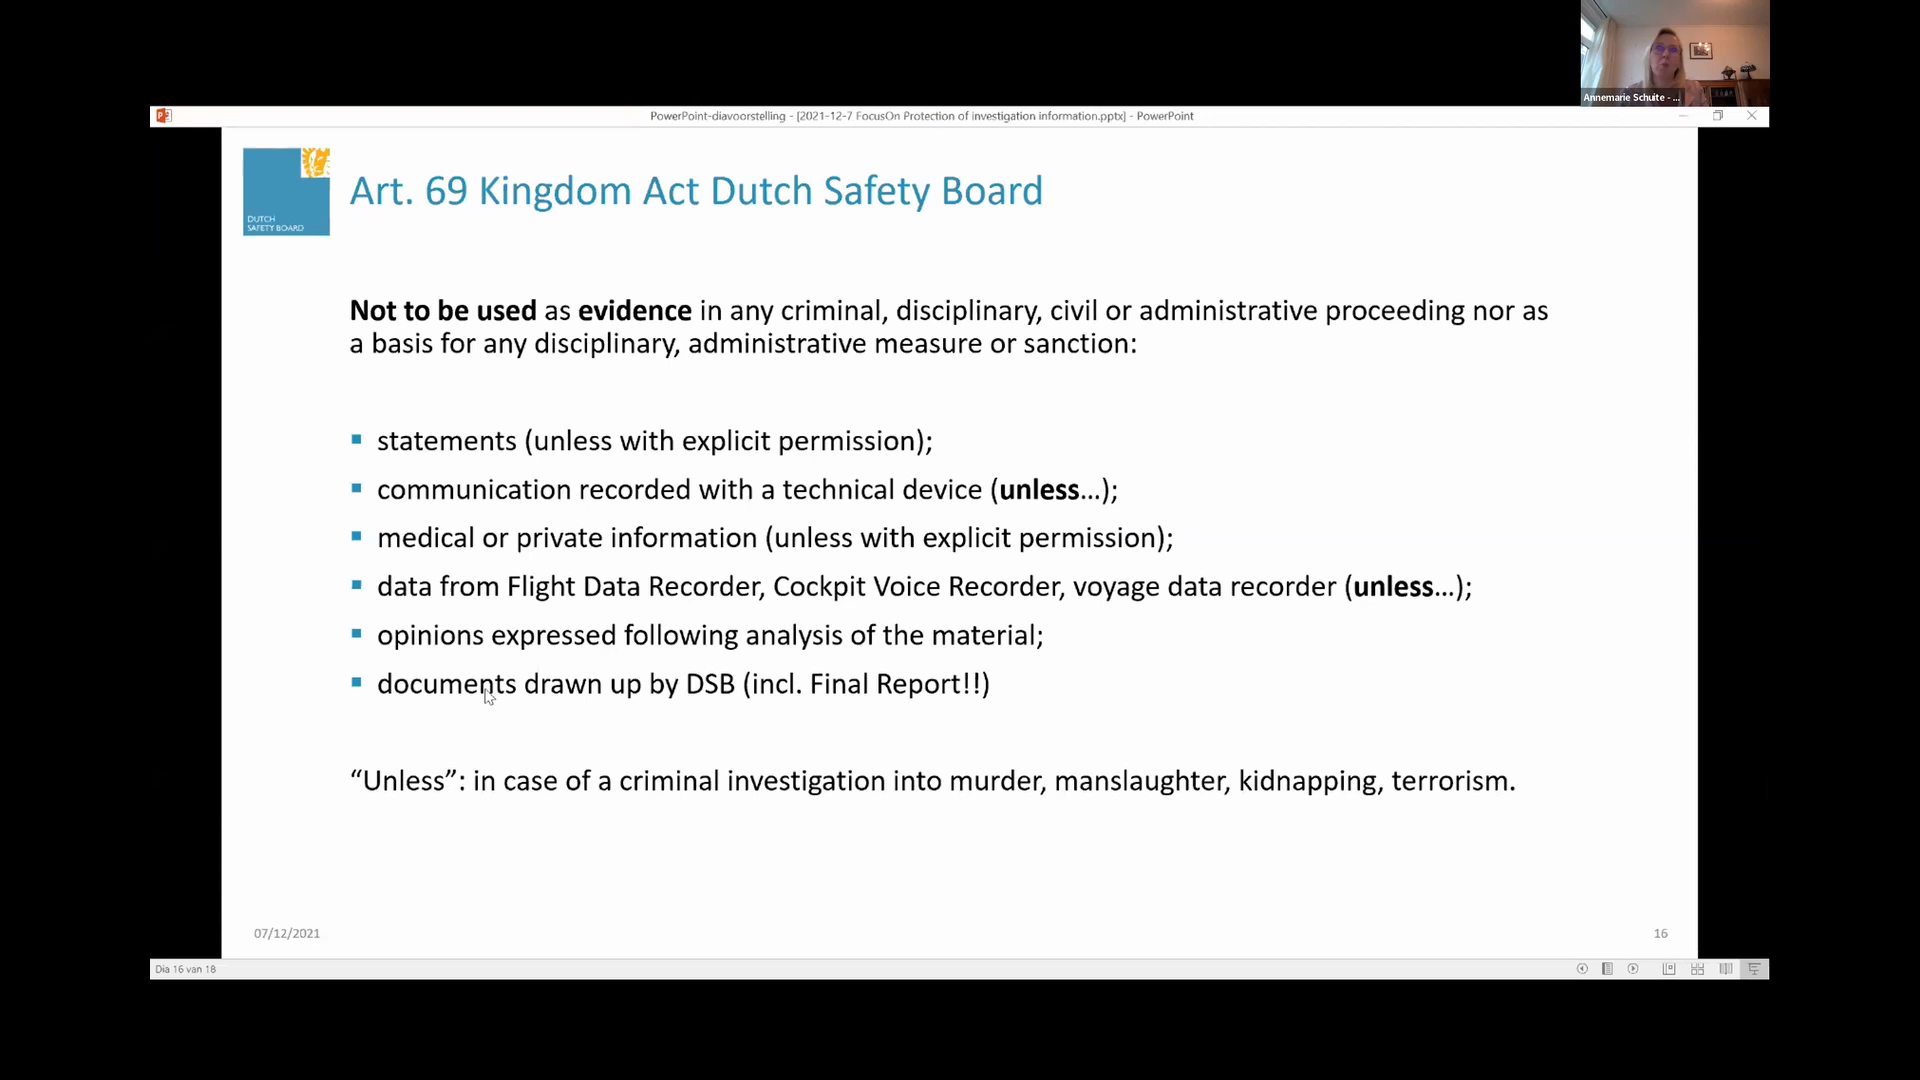 Annemarie Schuite - ...
PowerPoint-diavoorstelling - [2021-12-7 FocusOn Protection of investigation information.pptx] - PowerPoint
DUTCH
SAFETY BOARD
Art. 69 Kingdom Act Dutch Safety Board
Not to be used as evidence in any criminal, disciplinary, civil or administrative proceeding nor as
a basis for any disciplinary, administrative measure or sanction:
statements (unless with explicit permission);
communication recorded with a technical device (unless...);
medical or private information (unless with explicit permission);
data from Flight Data Recorder, Cockpit Voice Recorder, voyage data recorder (unless...);
opinions expressed following analysis of the material;
documents drawn up by DSB (incl. Final Report!!)
“Unless”: in case of a criminal investigation into murder, manslaughter, kidnapping, terrorism.
07/12/2021
16
Dia 16 van 18